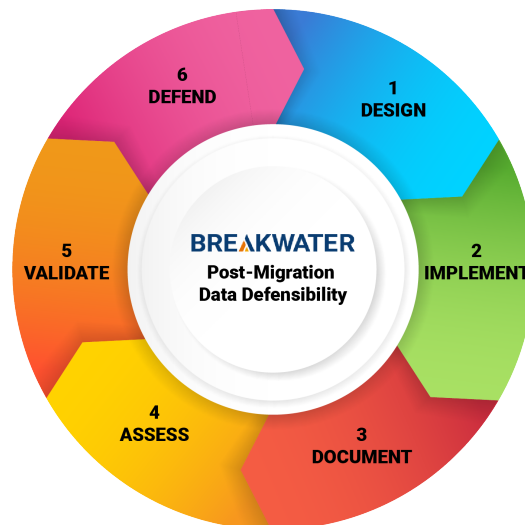 6
DEFEND
1
DESIGN
2
IMPLEMENT
3
DOCUMENT
4
ASSESS
5
VALIDATE
BREAKWATER
Post-Migration
Data Defensibility